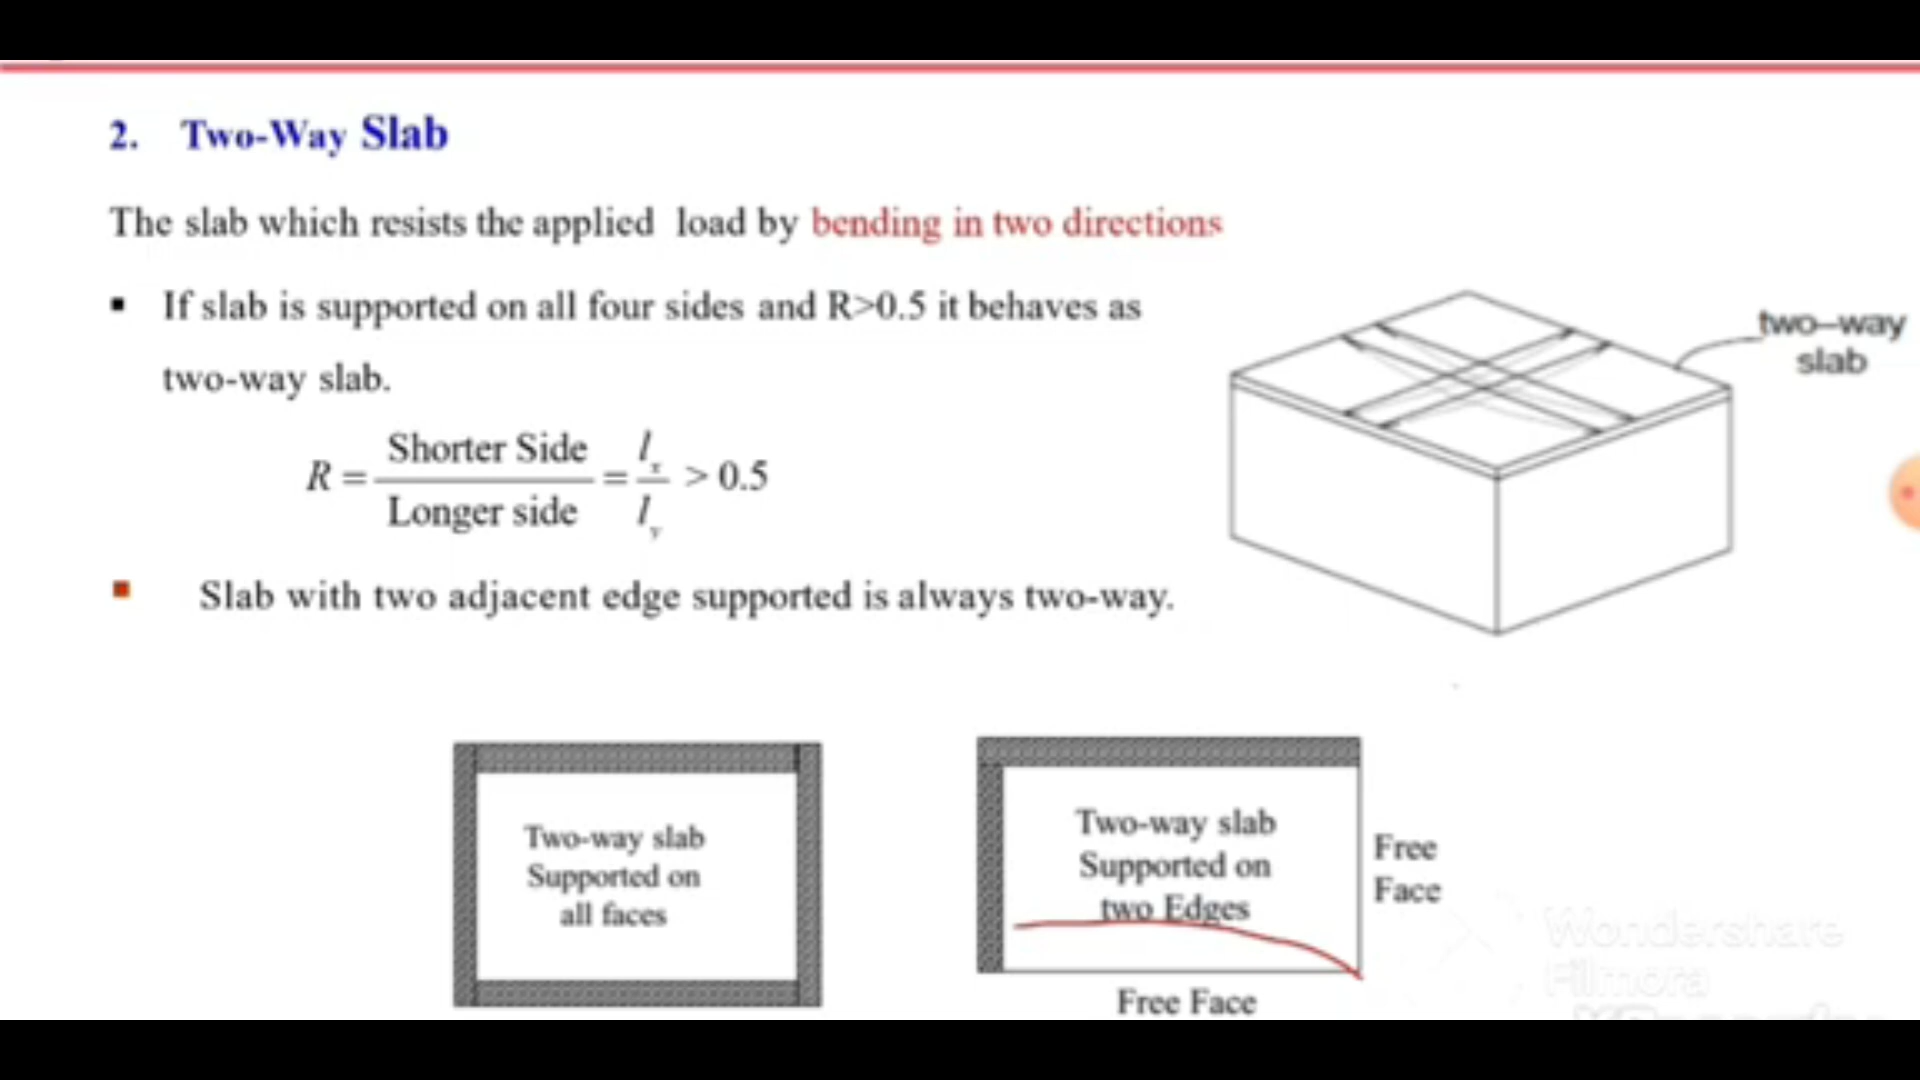 2. Two-Way Slab
The slab which resists the applied load by bending in two directions
▪ If slab is supported on all four sides and R>0.5 it behaves as
two-way slab.
R = Shorter Side / Longer side = l_x / l_y > 0.5
two–way
slab
▪ Slab with two adjacent edge supported is always two-way.
Two-way slab
Supported on
all faces
Two-way slab
Supported on
two Edges
Free
Face
Free Face
Wondershare
Filmora